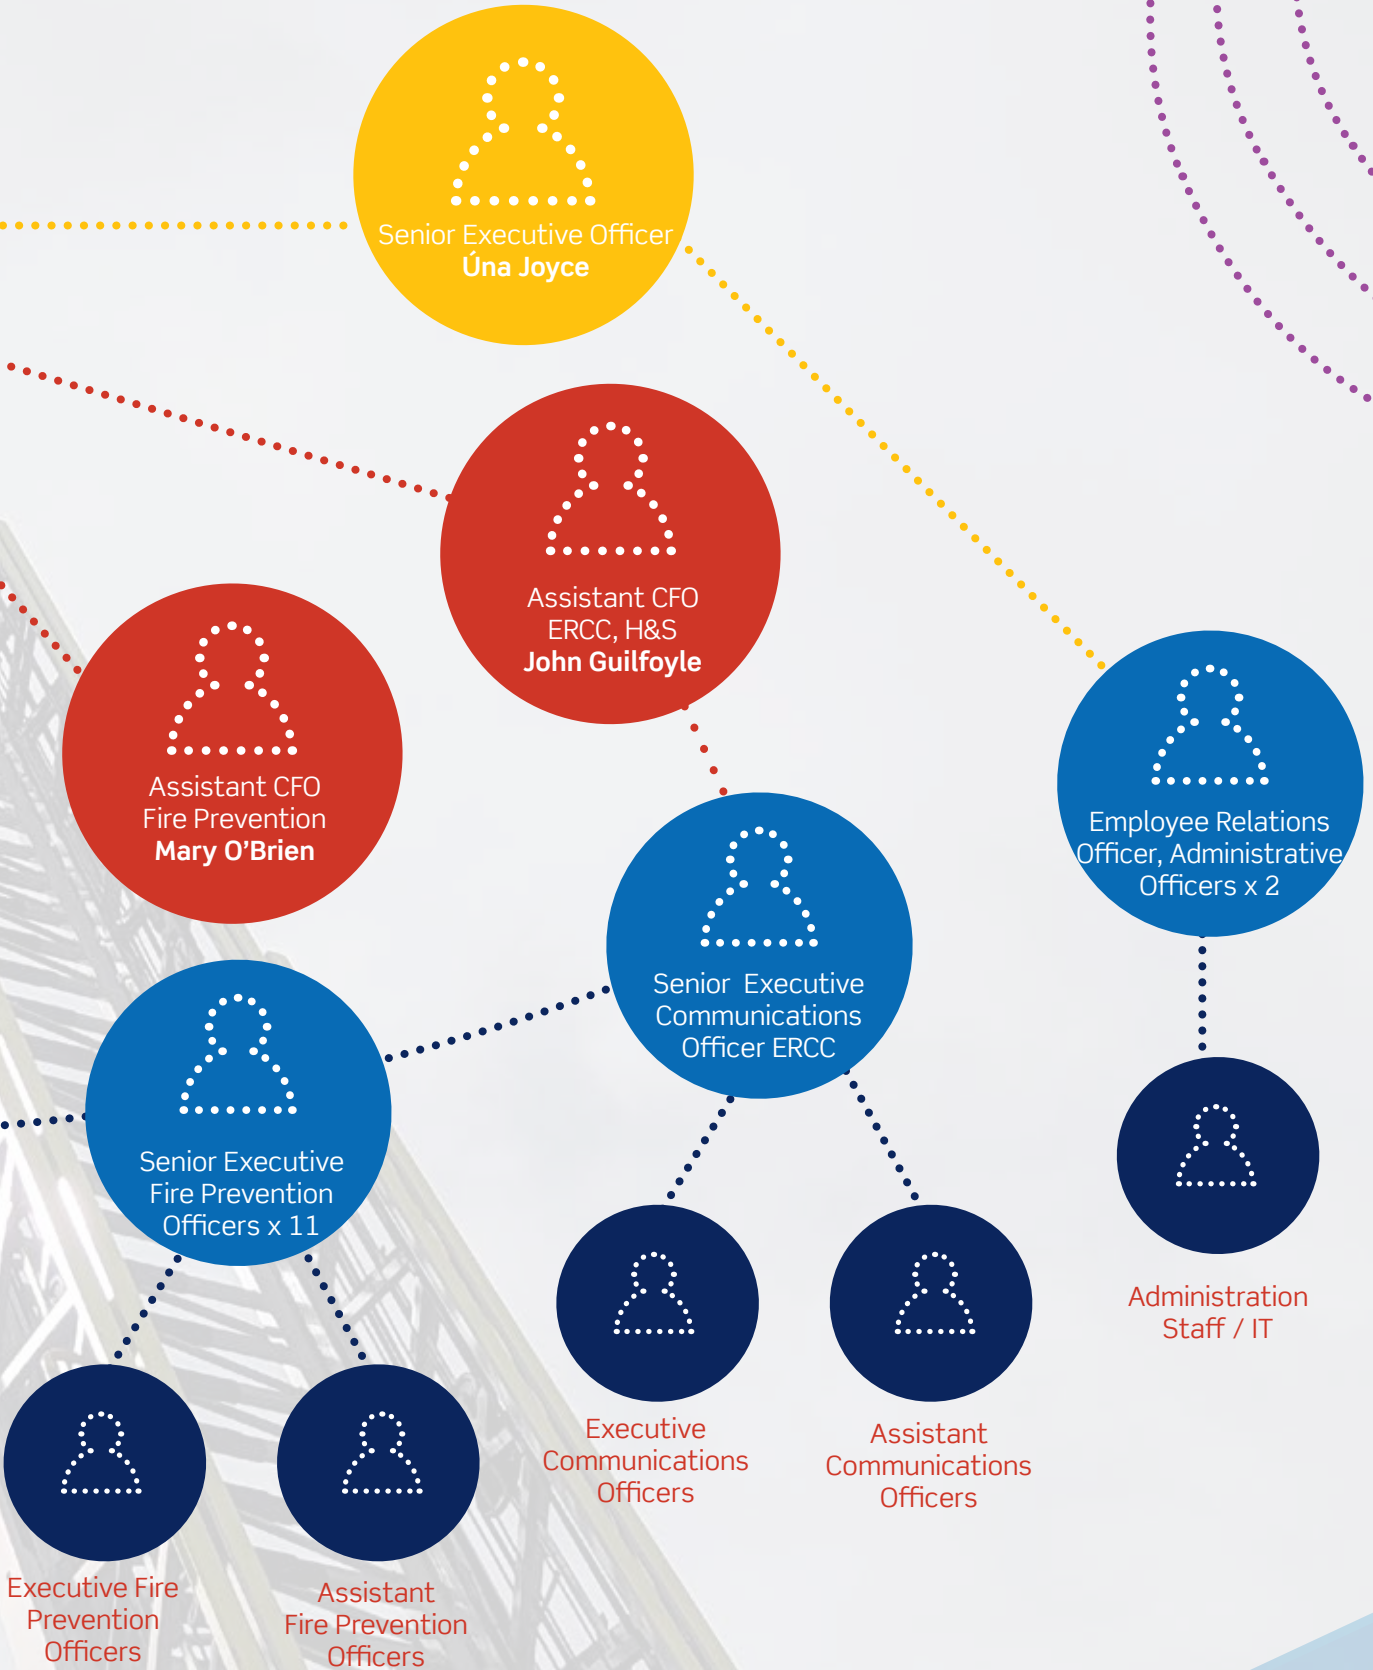 Senior Executive Officer
Úna Joyce
Assistant CFO
ERCC, H&S
John Guilfoyle
Assistant CFO
Fire Prevention
Mary O’Brien
Employee Relations
Officer, Administrative
Officers x 2
Senior Executive
Communications
Officer ERCC
Senior Executive
Fire Prevention
Officers x 11
Administration
Staff / IT
Executive
Communications
Officers
Assistant
Communications
Officers
Executive Fire
Prevention
Officers
Assistant
Fire Prevention
Officers